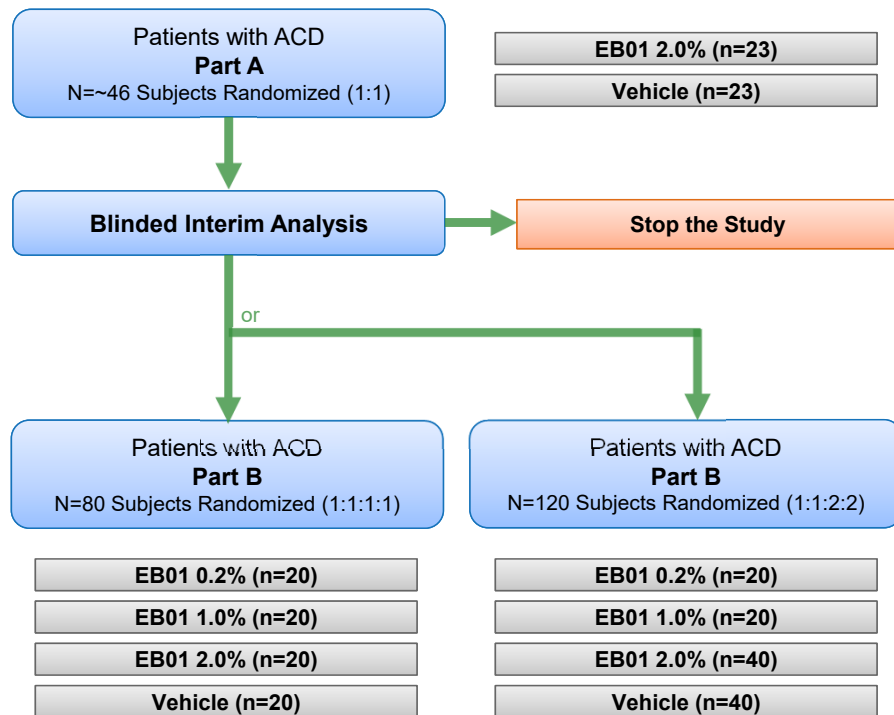 Patients with ACD
Part A
N=~46 Subjects Randomized (1:1)
EB01 2.0% (n=23)
Vehicle (n=23)
Blinded Interim Analysis
Stop the Study
or
Patients with ACD
Part B
N=80 Subjects Randomized (1:1:1:1)
EB01 0.2% (n=20)
EB01 1.0% (n=20)
EB01 2.0% (n=20)
Vehicle (n=20)
Patients with ACD
Part B
N=120 Subjects Randomized (1:1:2:2)
EB01 0.2% (n=20)
EB01 1.0% (n=20)
EB01 2.0% (n=40)
Vehicle (n=40)